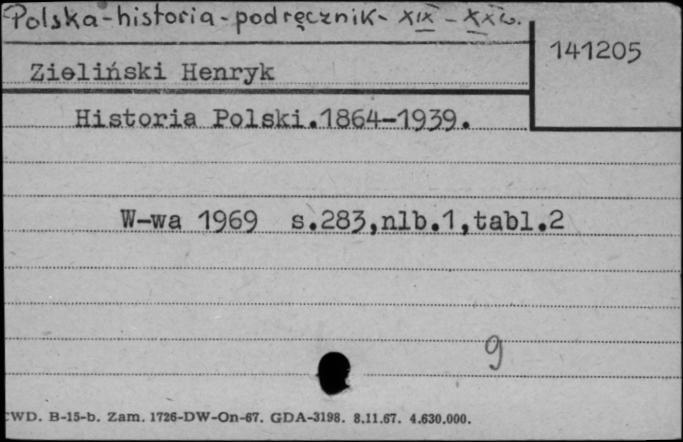 Polska-historia-podręcznik- XIX - XXw.
141205
Zieliński Henryk
Historia Polski.1864-1939.
W-wa 1969 s.283,nlb.1,tabl.2
g
WD. B-15-b. Zam. 1726-DW-On-67. GDA-3198. 8.11.67. 4.630.000.